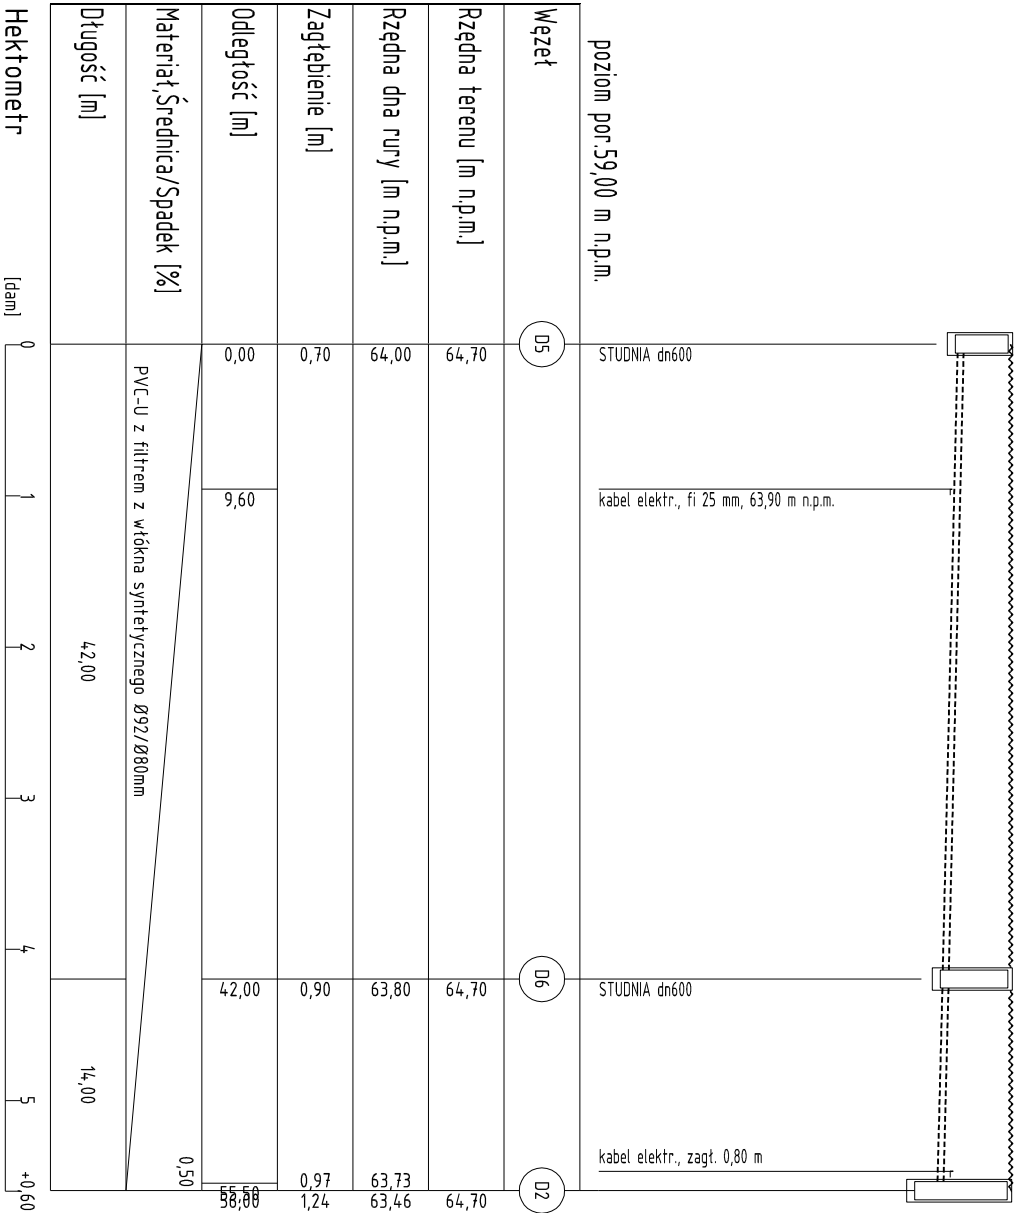 poziom por.59,00 m n.p.m.
STUDNIA dn600
kabel elektr., fi 25 mm, 63,90 m n.p.m.
STUDNIA dn600
kabel elektr., zagł. 0,80 m
Węzeł
D5
D6
D2
Rzędna terenu [m n.p.m.]
64,70
64,70
64,70
Rzędna dna rury [m n.p.m.]
64,00
63,80
63,73
63,46
Zagłębienie [m]
0,70
0,90
0,97
1,24
Odległość [m]
0,00
9,60
42,00
Materiał,Średnica/Spadek [%]
PVC-U z filtrem z włókna syntetycznego Ø92/Ø80mm
0,50
Długość [m]
42,00
14,00
Hektometr
[dam]
0
1
2
3
4
5
+0,60